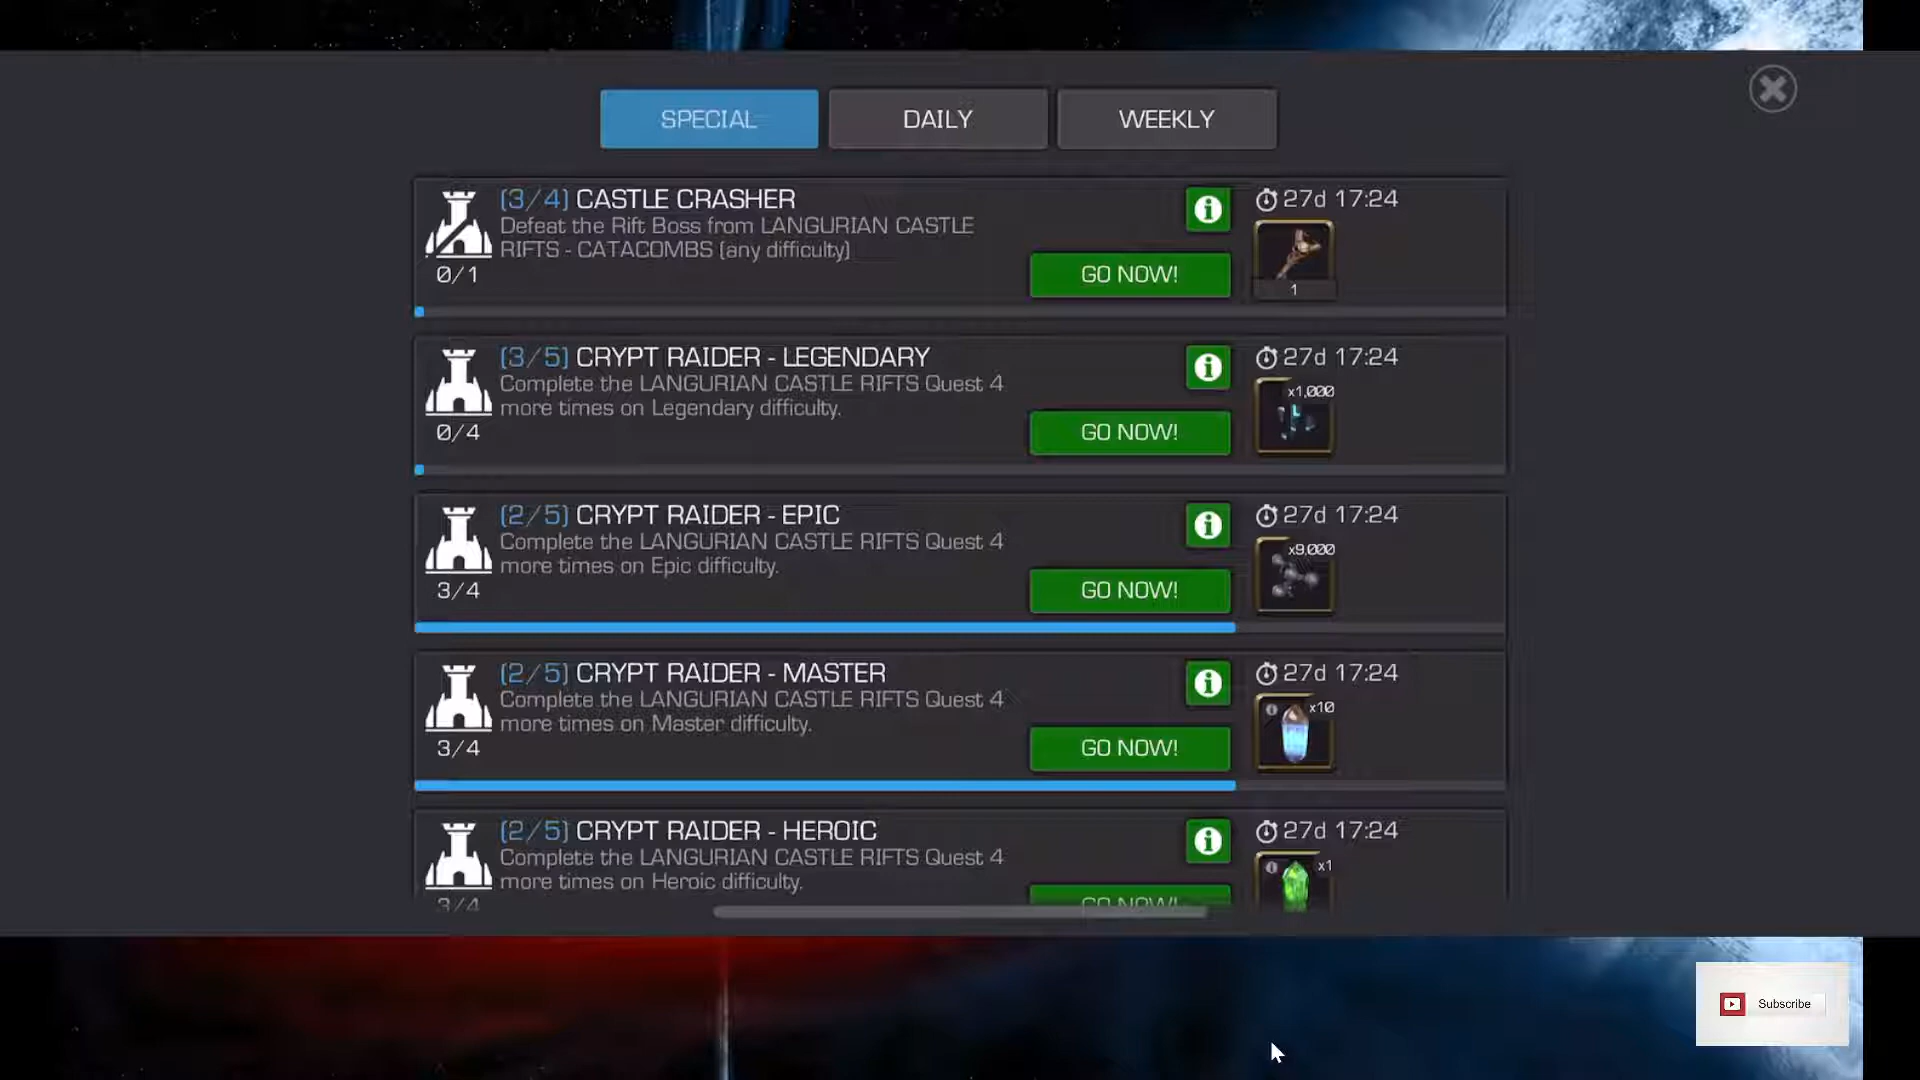 SPECIAL
DAILY
WEEKLY
(3/4) CASTLE CRASHER
Defeat the Rift Boss from LANGURIAN CASTLE
RIFTS - CATACOMBS (any difficulty)
0/1
GO NOW!
27d 17:24
1
(3/5) CRYPT RAIDER - LEGENDARY
Complete the LANGURIAN CASTLE RIFTS Quest 4
more times on Legendary difficulty.
0/4
GO NOW!
27d 17:24
x1,000
(2/5) CRYPT RAIDER - EPIC
Complete the LANGURIAN CASTLE RIFTS Quest 4
more times on Epic difficulty.
3/4
GO NOW!
27d 17:24
x9,000
(2/5) CRYPT RAIDER - MASTER
Complete the LANGURIAN CASTLE RIFTS Quest 4
more times on Master difficulty.
3/4
GO NOW!
27d 17:24
x10
(2/5) CRYPT RAIDER - HEROIC
Complete the LANGURIAN CASTLE RIFTS Quest 4
more times on Heroic difficulty.
3/4
GO NOW!
27d 17:24
x1
Subscribe